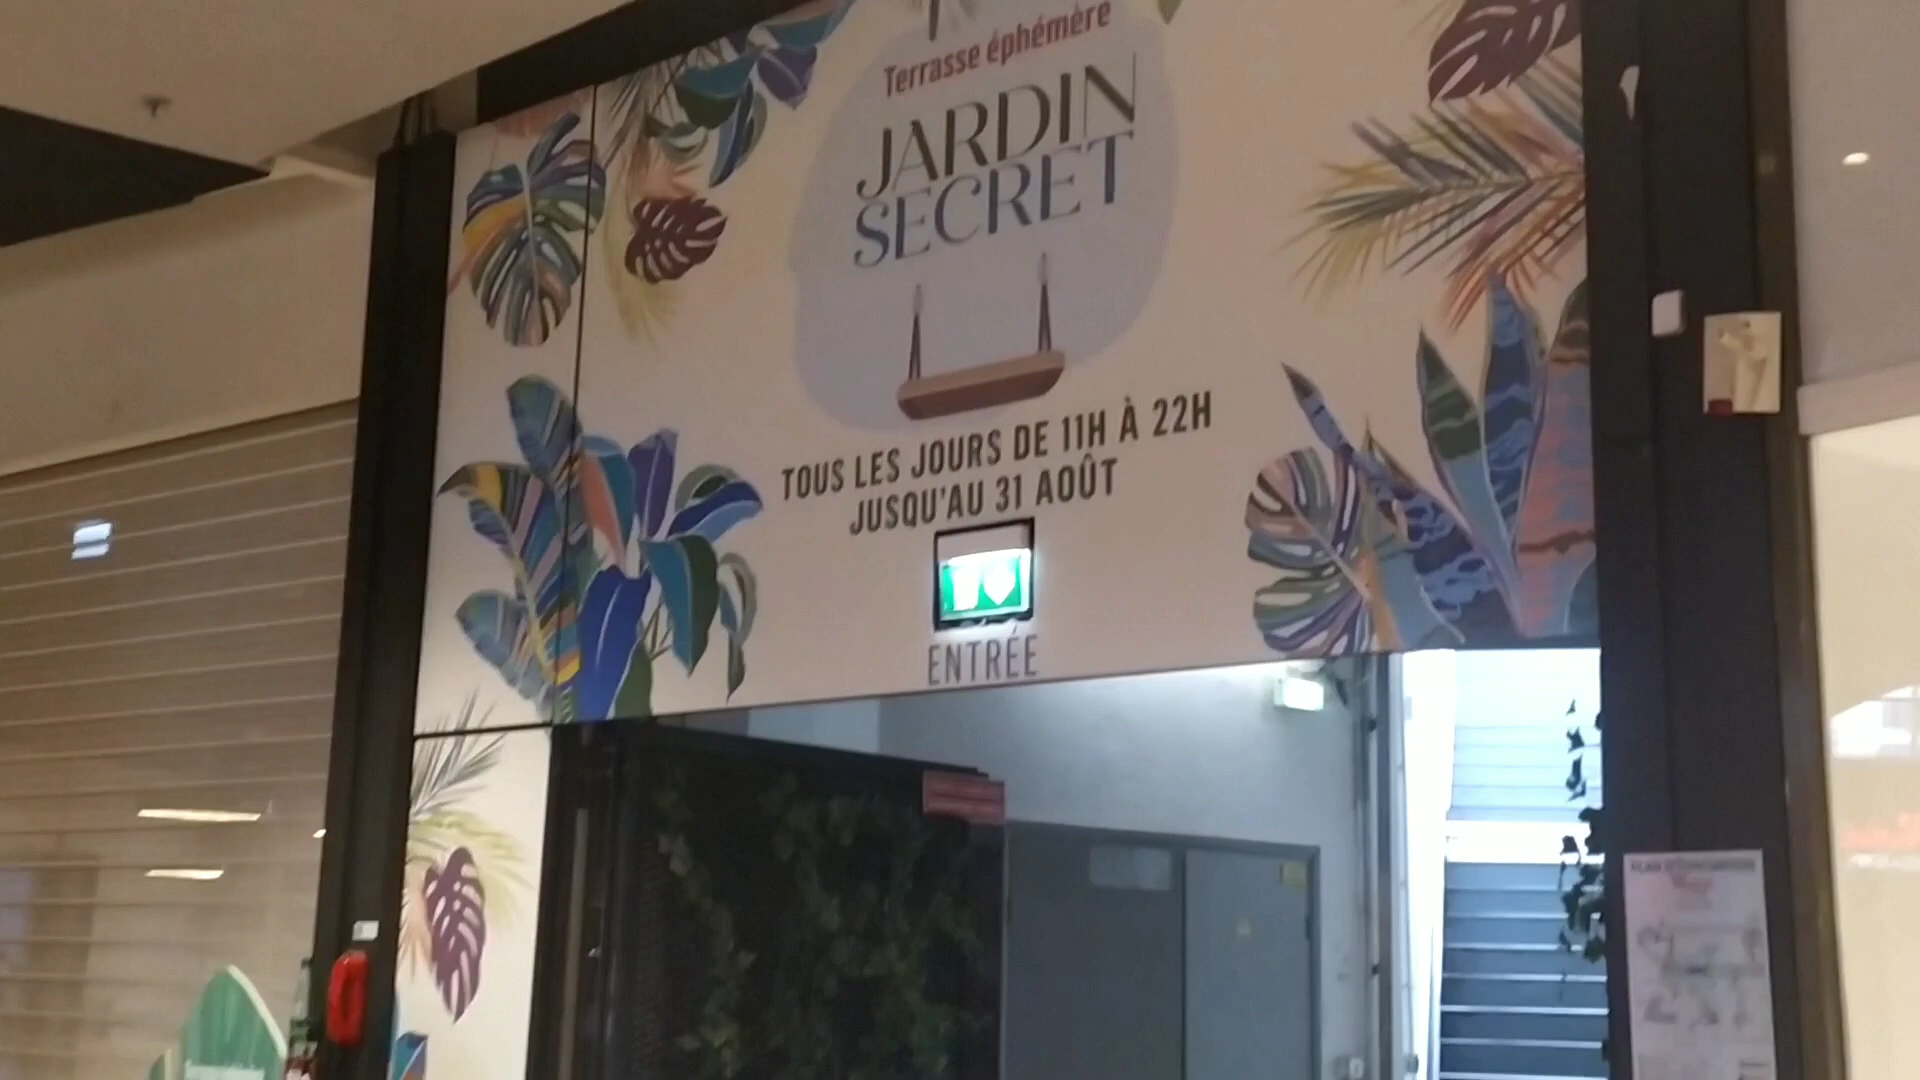 Terrasse éphémère
JARDIN
SECRET
TOUS LES JOURS DE 11H À 22H
JUSQU'AU 31 AOÛT
ENTRÉE